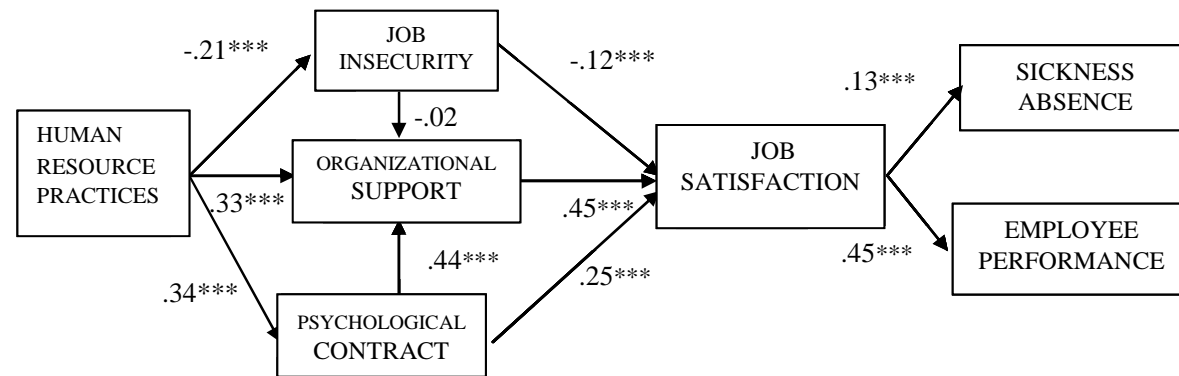 JOB
INSECURITY
-.21***
-.12***
SICKNESS
ABSENCE
.13***
-.02
HUMAN
RESOURCE
PRACTICES
ORGANIZATIONAL
SUPPORT
JOB
SATISFACTION
.33***
.45***
EMPLOYEE
PERFORMANCE
.45***
.44***
.25***
.34***
PSYCHOLOGICAL
CONTRACT